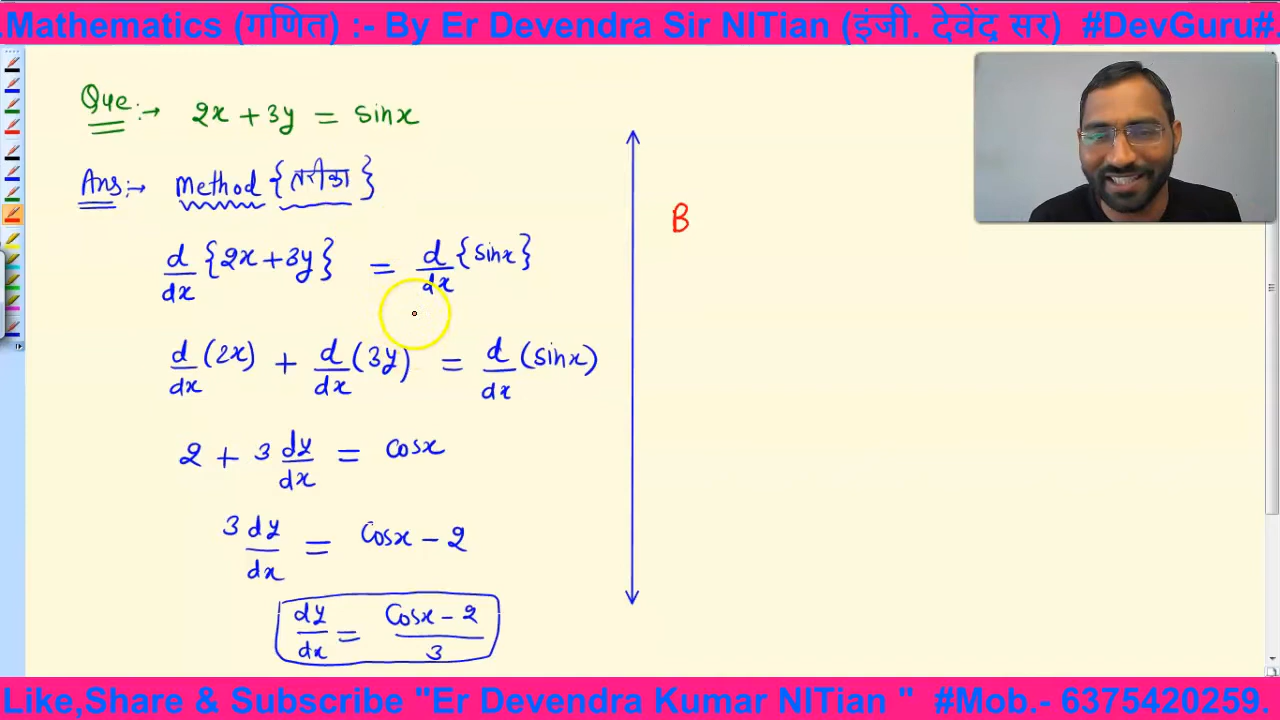 .Mathematics (गणित) :- By Er Devendra Sir NITian (इंजी. देवेंद्र सर) #DevGuru#.
Que :→ 2x + 3y = sinx
Ans :→ Method {तरीका}
d/dx {2x + 3y} = d/dx {sinx}
d/dx (2x) + d/dx (3y) = d/dx (sinx)
2 + 3 dy/dx = cosx
3 dy/dx = cosx - 2
dy/dx = cosx - 2 / 3
B
Like,Share & Subscribe "Er Devendra Kumar NITian " #Mob.- 6375420259.